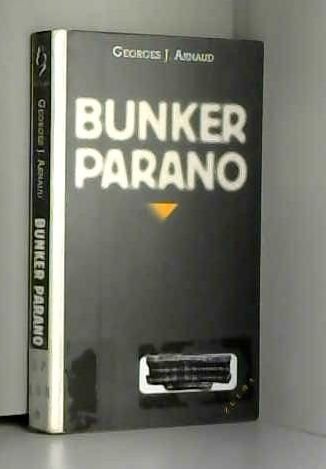 GEORGES J. ARNAUD
BUNKER
PARANO
GEORGES J. ARNAUD
BUNKER PARANO